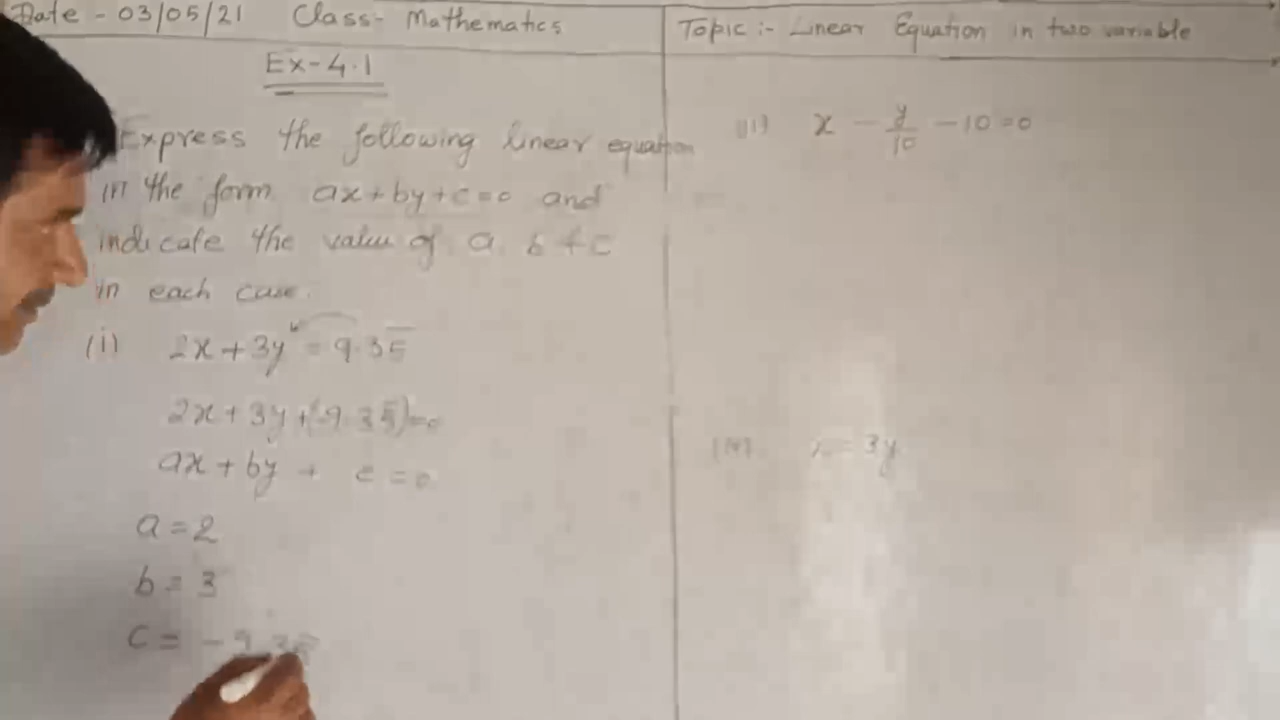 Date - 03/05/21 Class- Mathematics
Topic :- Linear Equation in two variable
Ex-4.1
Express the following linear equation
in the form ax+by+c=0 and
indicate the value of a, b & c
in each case.
(i) 2x+3y = 9.35̅
2x+3y+(-9.35̅)=0
ax+by + c =0
a = 2
b = 3
c = -9.35
(ii) x - y/10 - 10=0
(iv) x = 3y